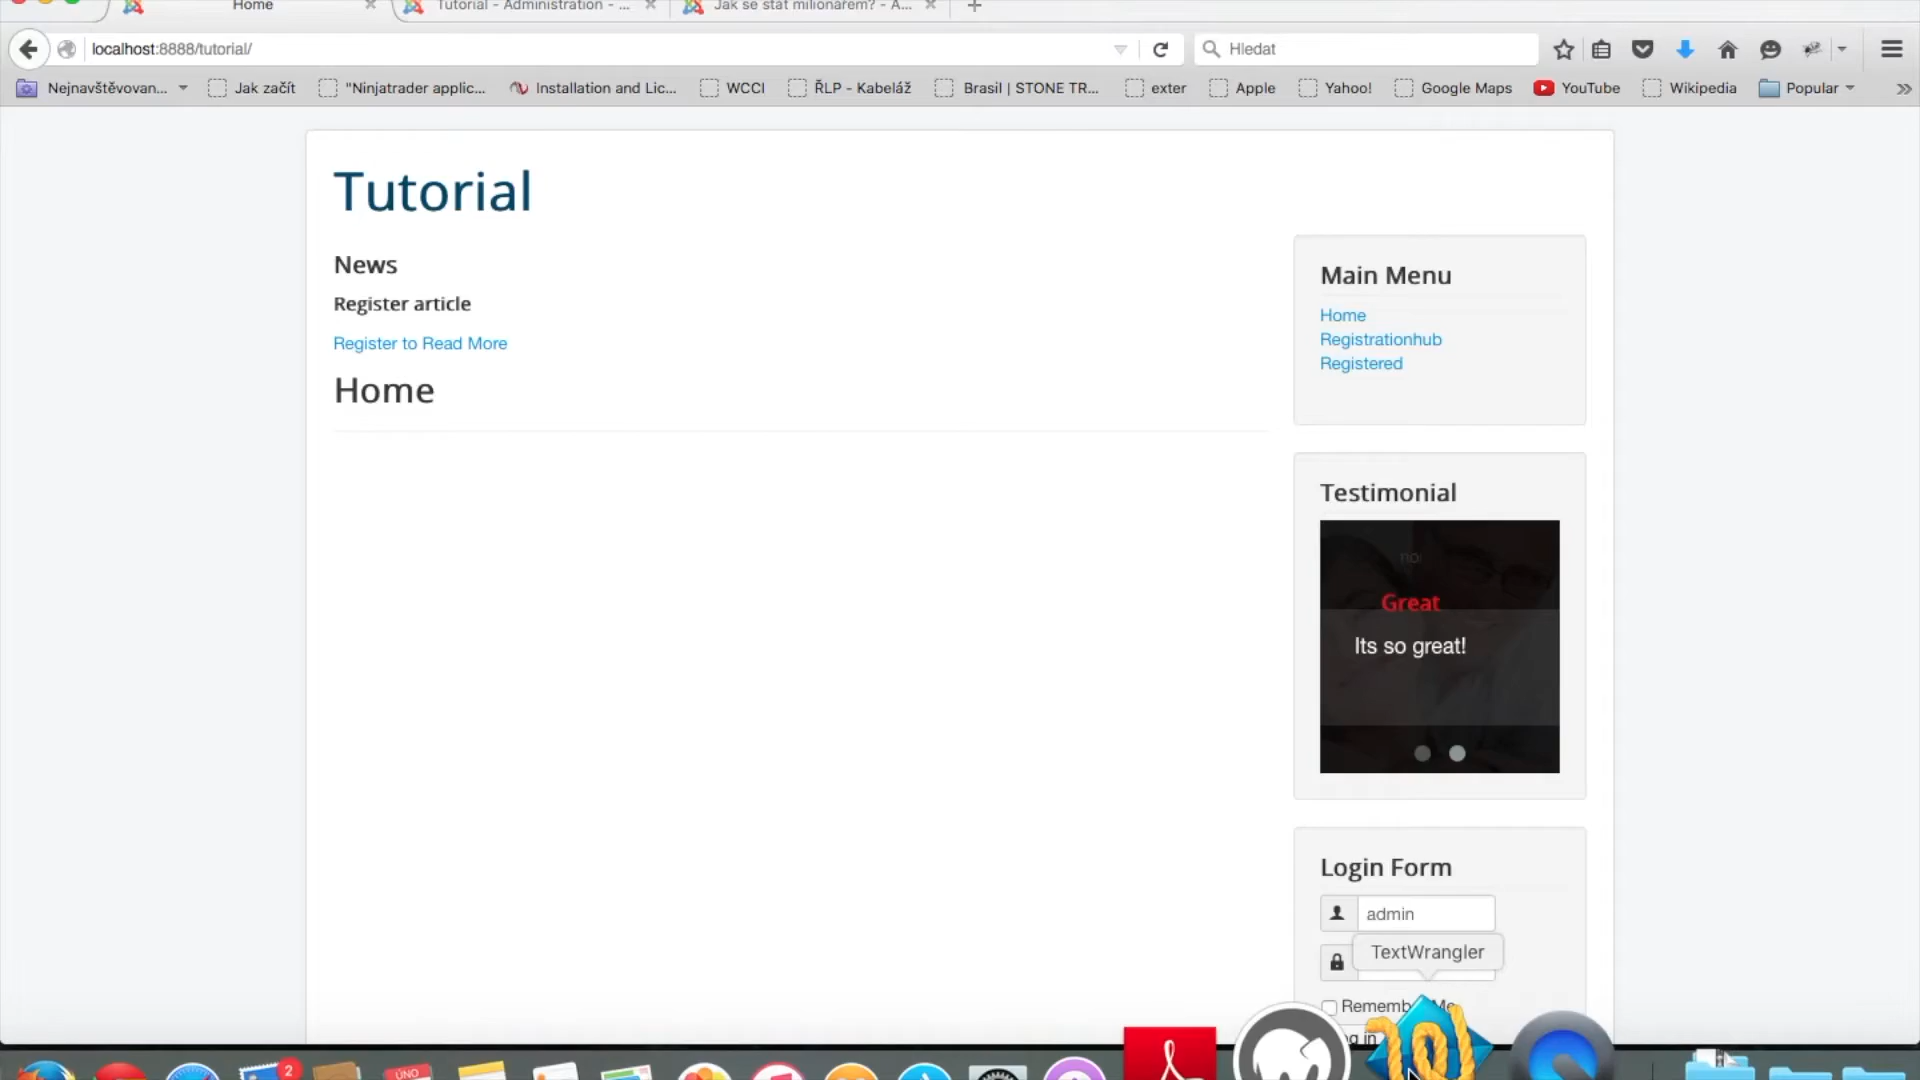 Home
Tutorial - Administration - ...
Jak se stát milionářem? - A...
localhost:8888/tutorial/
Hledat
Nejnavštěvovan...
Jak začít
"Ninjatrader applic...
Installation and Lic...
WCCI
ŘLP - Kabeláž
Brasil | STONE TR...
exter
Apple
Yahoo!
Google Maps
YouTube
Wikipedia
Popular
Tutorial
News
Register article
Register to Read More
Home
Main Menu
Home
Registrationhub
Registered
Testimonial
Great
Its so great!
Login Form
admin
TextWrangler
2
ÚNO